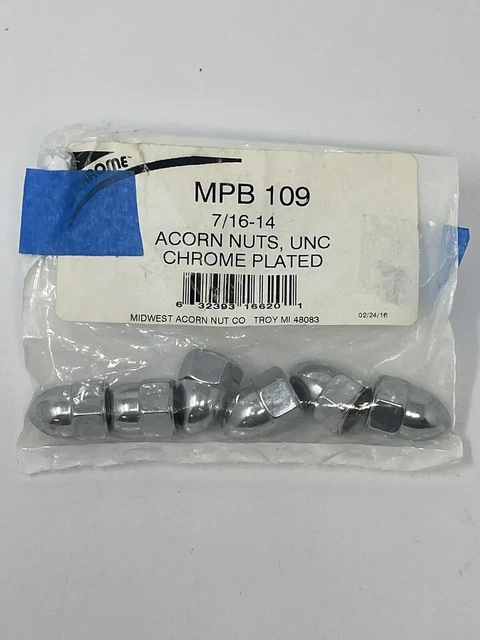 MPB 109
7/16-14
ACORN NUTS, UNC
CHROME PLATED
6 32393 16620 1
MIDWEST ACORN NUT CO. TROY MI 48083
02/24/16